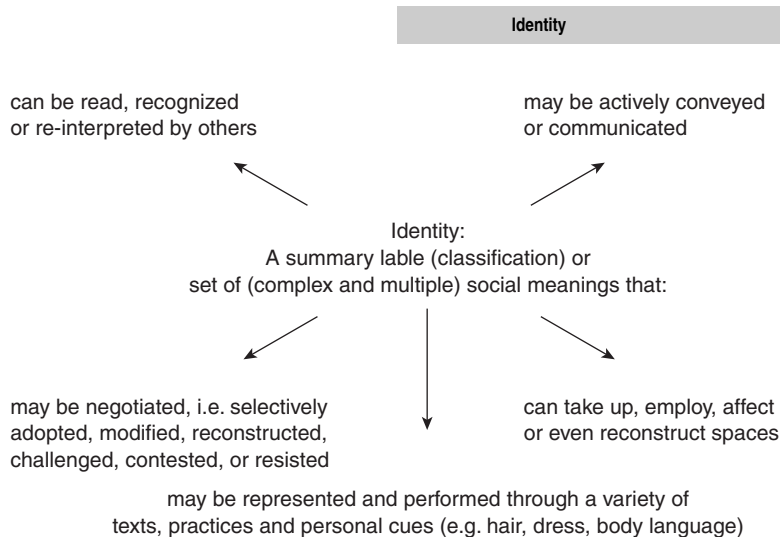 Identity
can be read, recognized
or re-interpreted by others
may be actively conveyed
or communicated
Identity:
A summary lable (classification) or
set of (complex and multiple) social meanings that:
may be negotiated, i.e. selectively
adopted, modified, reconstructed,
challenged, contested, or resisted
can take up, employ, affect
or even reconstruct spaces
may be represented and performed through a variety of
texts, practices and personal cues (e.g. hair, dress, body language)